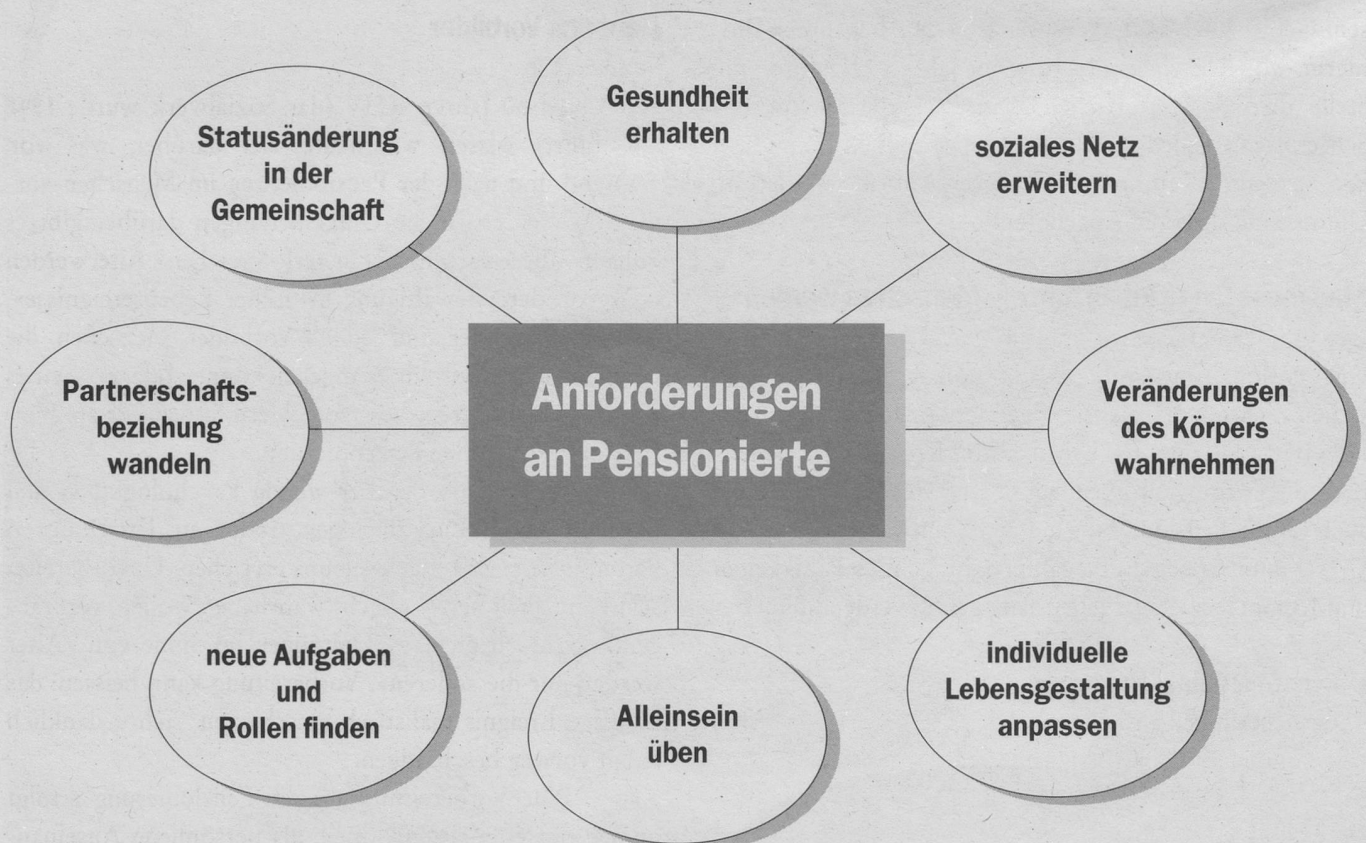 Gesundheit
erhalten
Statusänderung
in der
Gemeinschaft
soziales Netz
erweitern
Partnerschafts-
beziehung
wandeln
Anforderungen
an Pensionierte
Veränderungen
des Körpers
wahrnehmen
neue Aufgaben
und
Rollen finden
Alleinsein
üben
individuelle
Lebensgestaltung
anpassen